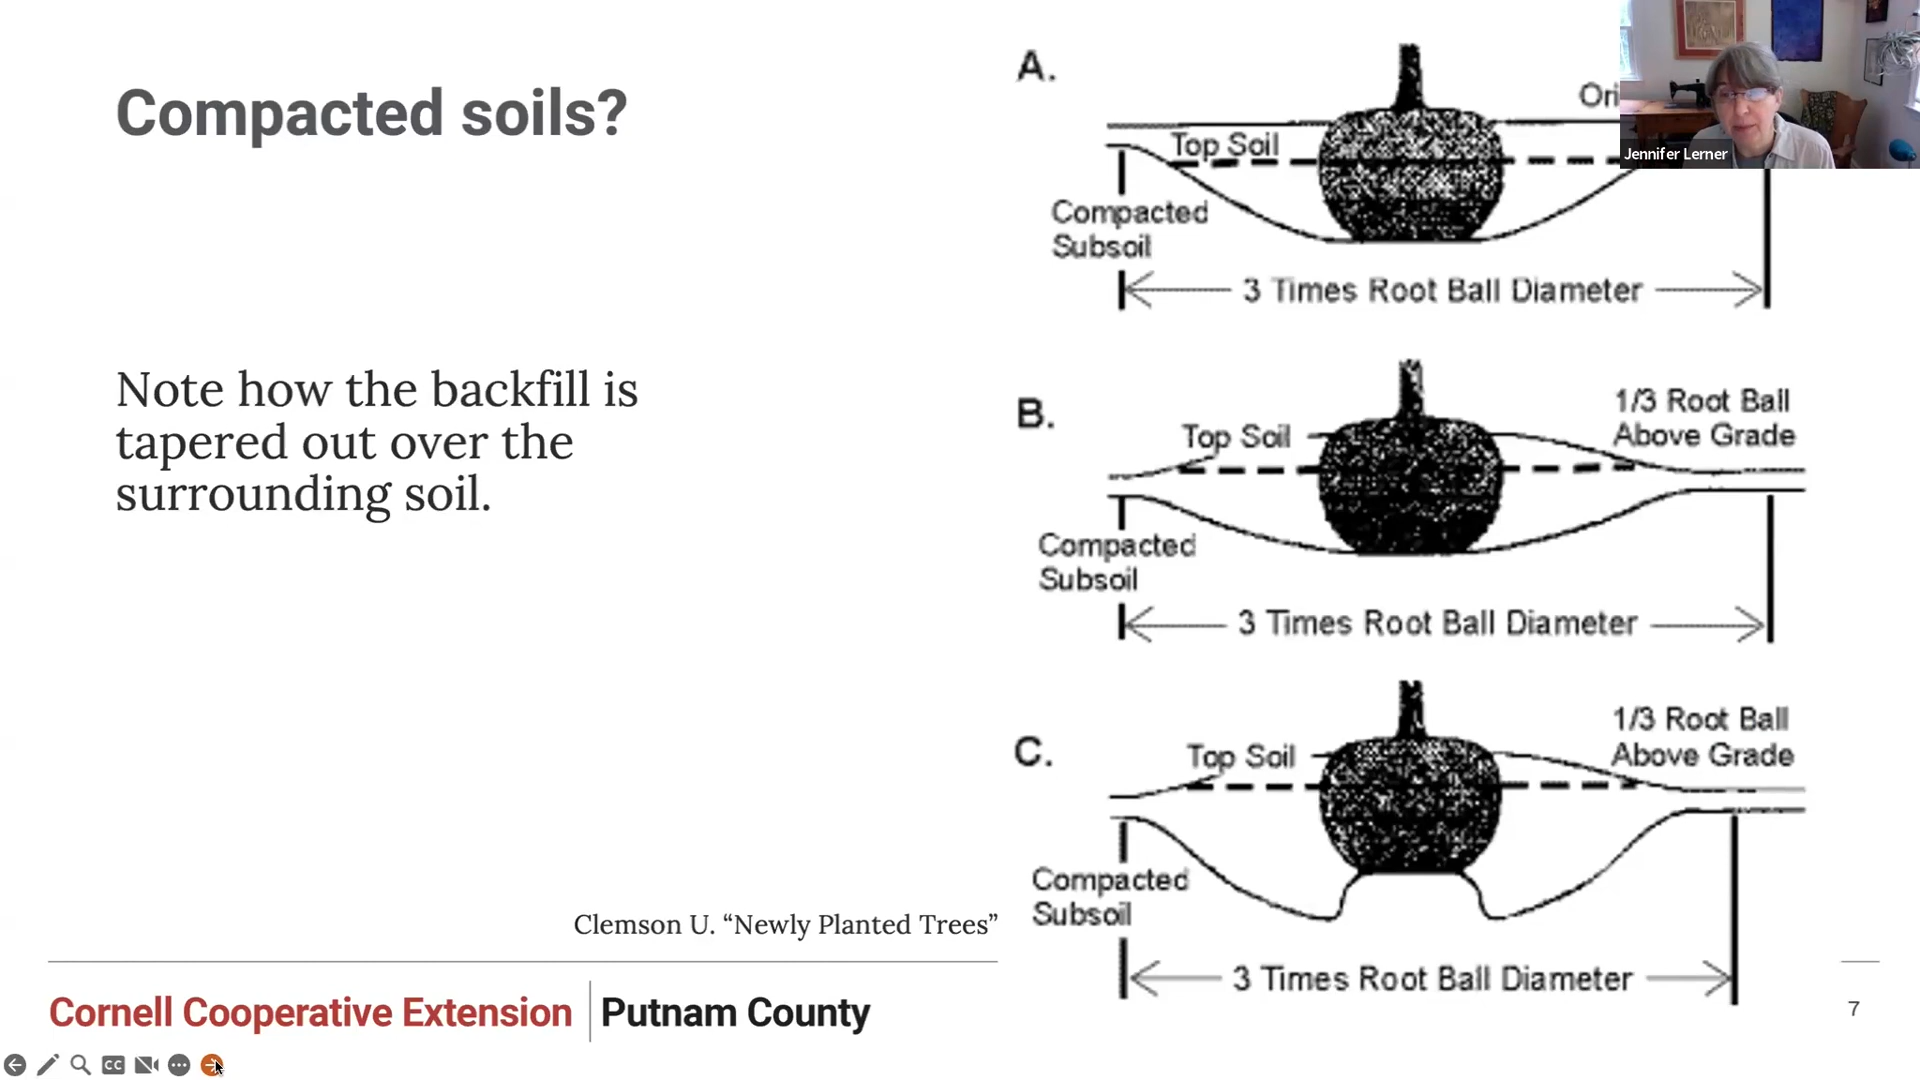 Compacted soils?
Note how the backfill is
tapered out over the
surrounding soil.
Clemson U. “Newly Planted Trees”
A.
Ori
Top Soil
Compacted
Subsoil
3 Times Root Ball Diameter
B.
Top Soil
1/3 Root Ball
Above Grade
Compacted
Subsoil
3 Times Root Ball Diameter
C.
Top Soil
1/3 Root Ball
Above Grade
Compacted
Subsoil
3 Times Root Ball Diameter
Jennifer Lerner
Cornell Cooperative Extension Putnam County
7
CC